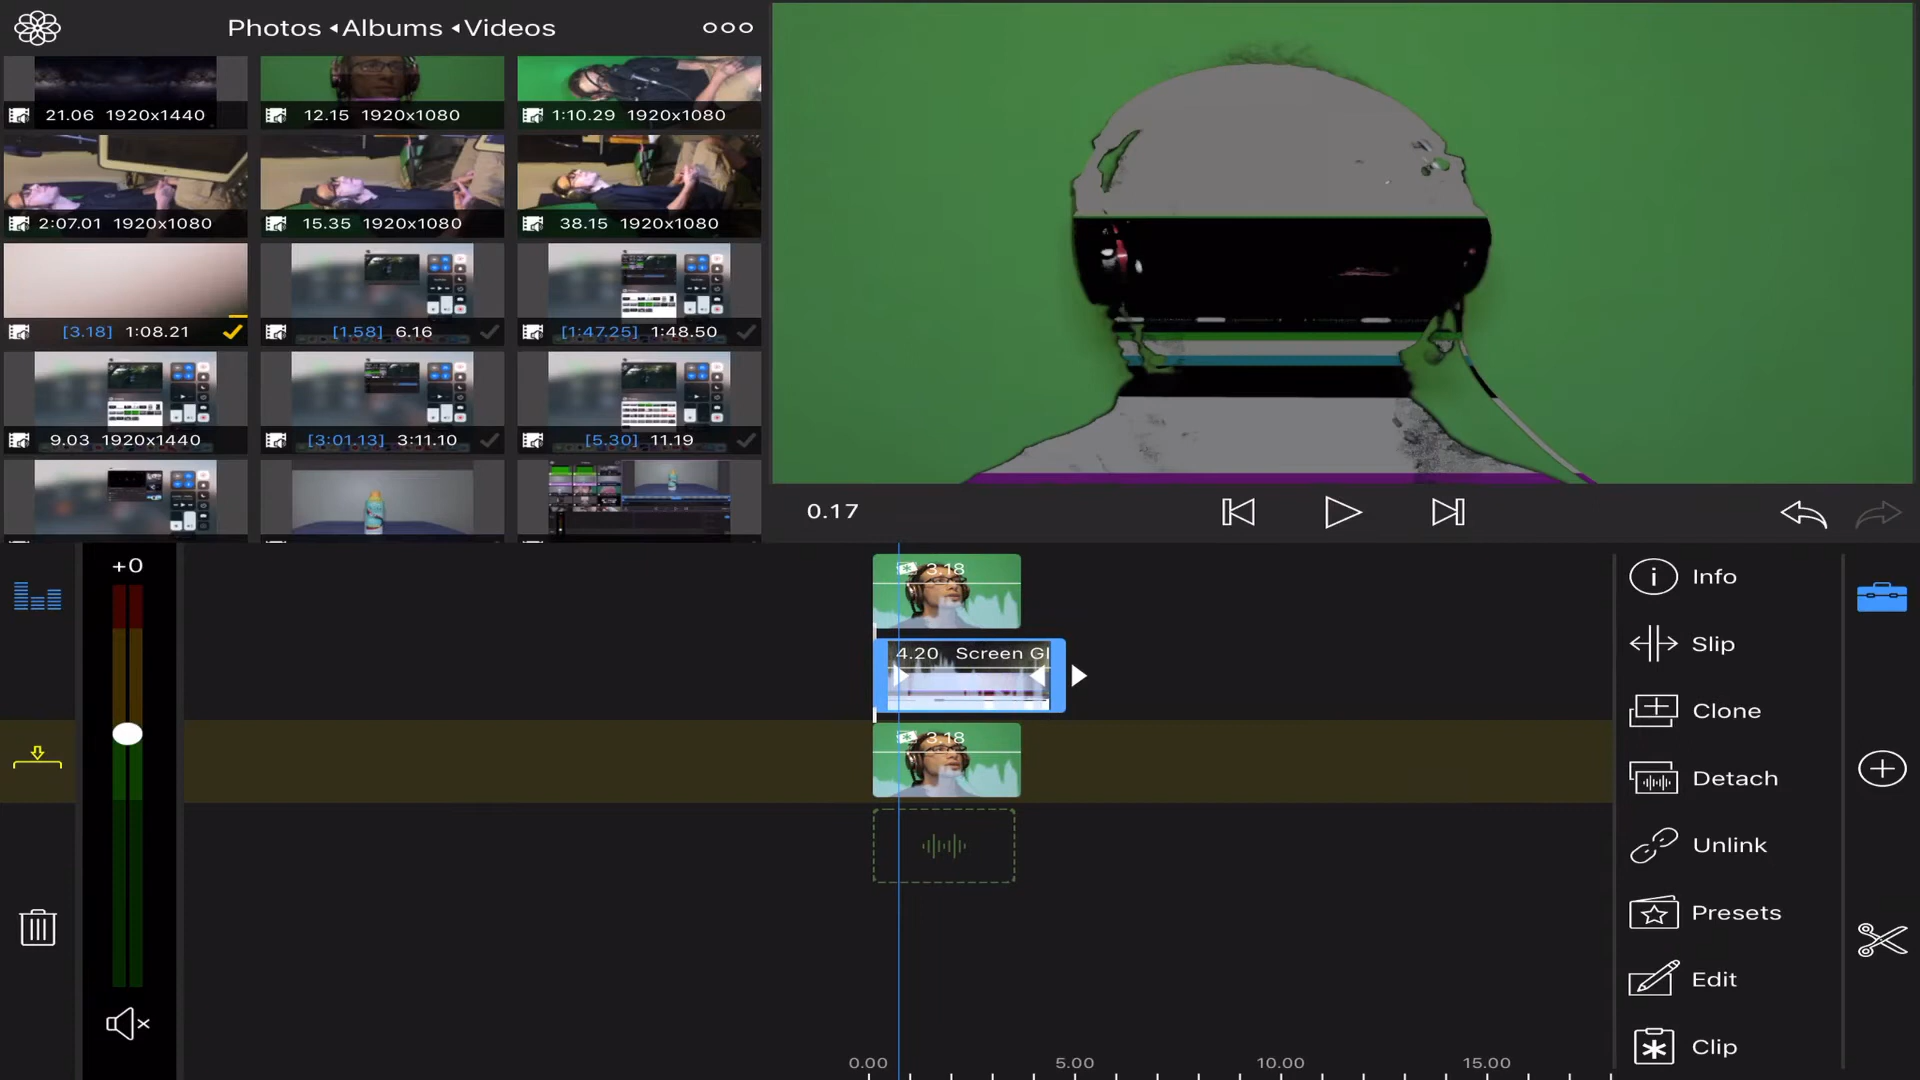 Photos ◂ Albums ◂ Videos
21.06 1920x1440
12.15 1920x1080
1:10.29 1920x1080
2:07.01 1920x1080
15.35 1920x1080
38.15 1920x1080
[3.18] 1:08.21
[1.58] 6.16
[1:47.25] 1:48.50
9.03 1920x1440
[3:01.13] 3:11.10
[5.30] 11.19
0.17
+0
3.18
4.20 Screen Gl
3.18
0.00
5.00
10.00
15.00
Info
Slip
Clone
Detach
Unlink
Presets
Edit
Clip